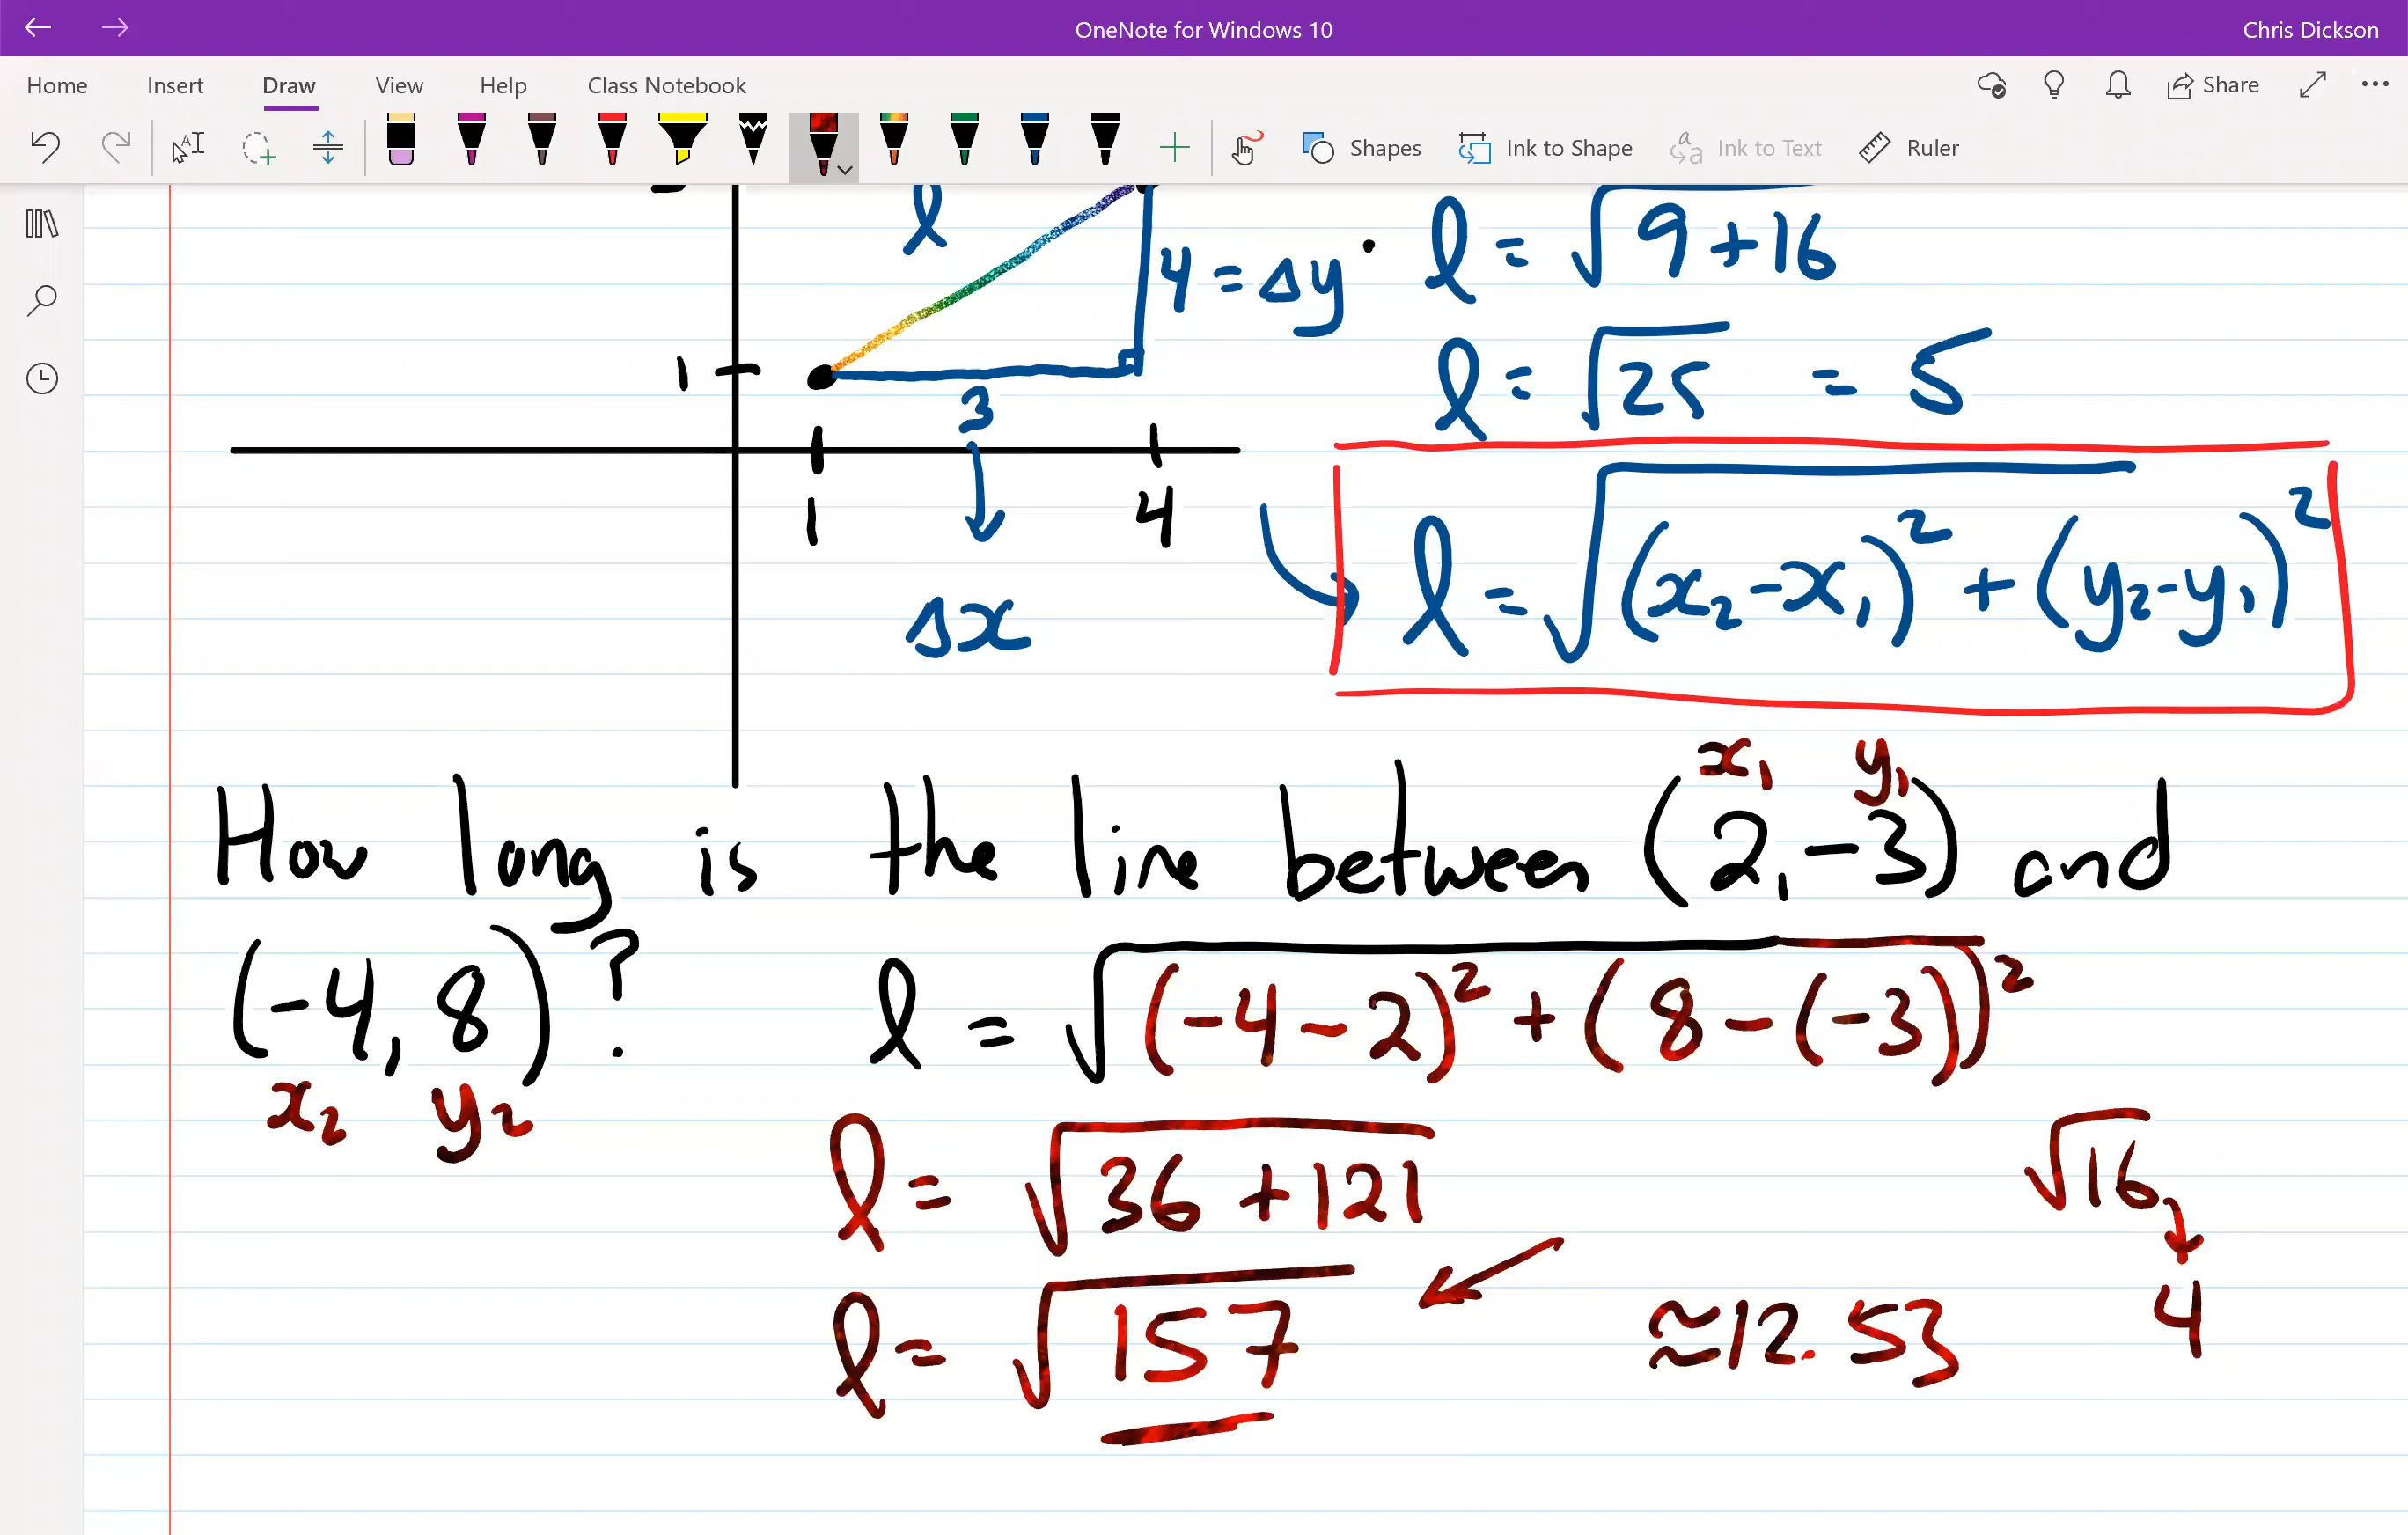 OneNote for Windows 10
Chris Dickson
Home Insert Draw View Help Class Notebook
Share
Shapes Ink to Shape Ink to Text Ruler
l
4 = Δy
l = √9 + 16
l = √25 = 5
1
3
1 4
Δx
l = √(x₂ - x₁)² + (y₂ - y₁)²
x₁ y₁
How long is the line between (2, -3) and
(-4, 8)?
x₂ y₂
l = √(-4 - 2)² + (8 - (-3))²
l = √36 + 121
l = √157
≈ 12.53
√16
4